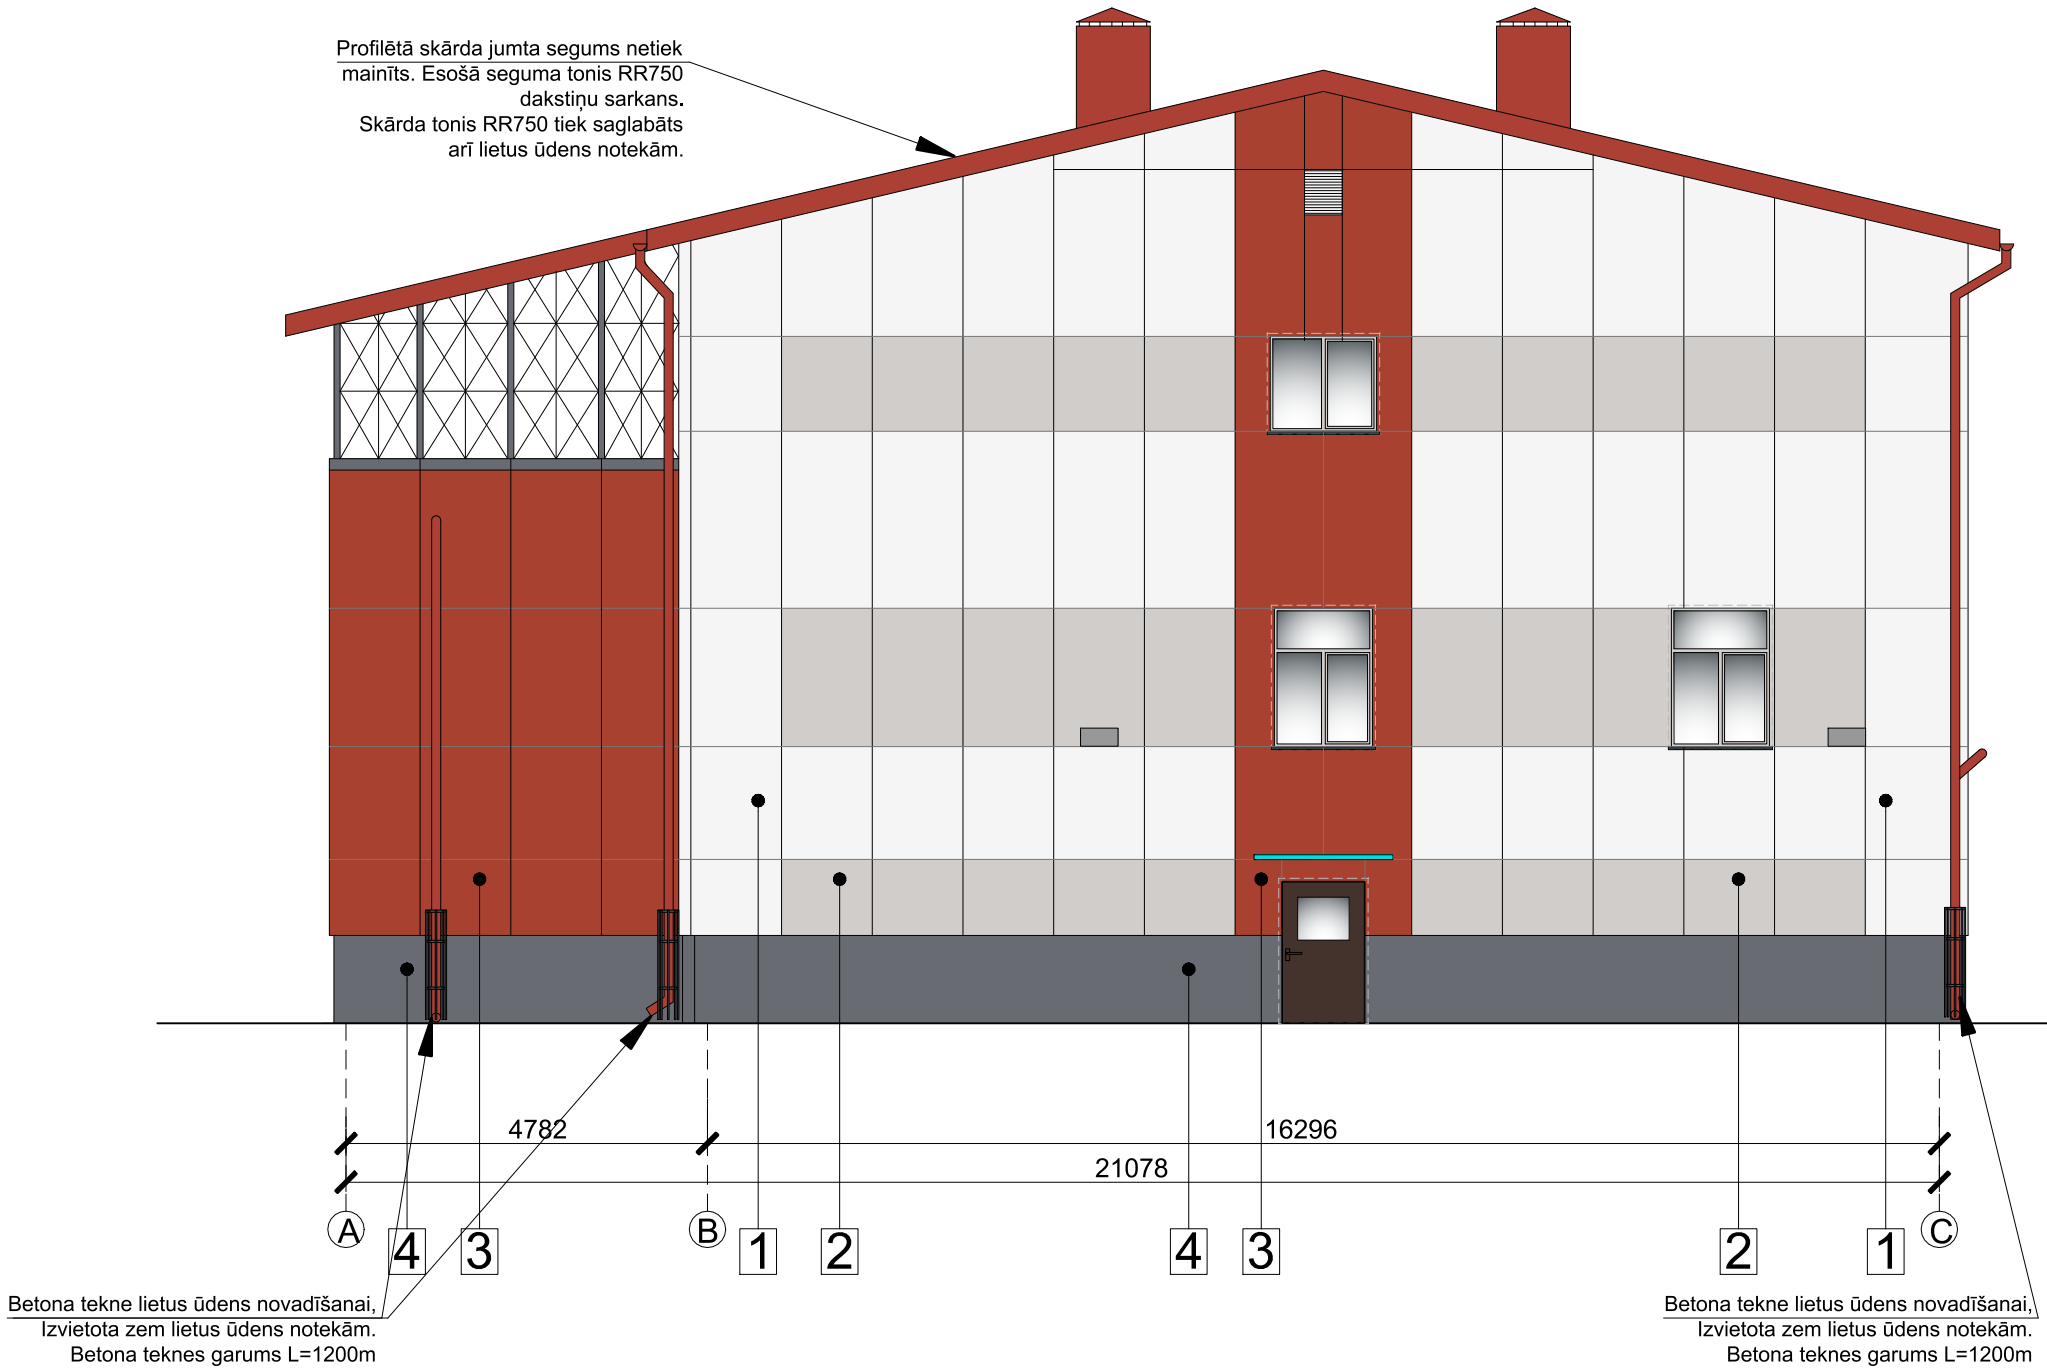 Profilētā skārda jumta segums netiek
mainīts. Esošā seguma tonis RR750
dakstiņu sarkans.
Skārda tonis RR750 tiek saglabāts
arī lietus ūdens notekām.
4782
16296
21078
A
B
C
4
3
1
2
4
3
2
1
Betona tekne lietus ūdens novadīšanai,
Izvietota zem lietus ūdens notekām.
Betona teknes garums L=1200m
Betona tekne lietus ūdens novadīšanai,
Izvietota zem lietus ūdens notekām.
Betona teknes garums L=1200m